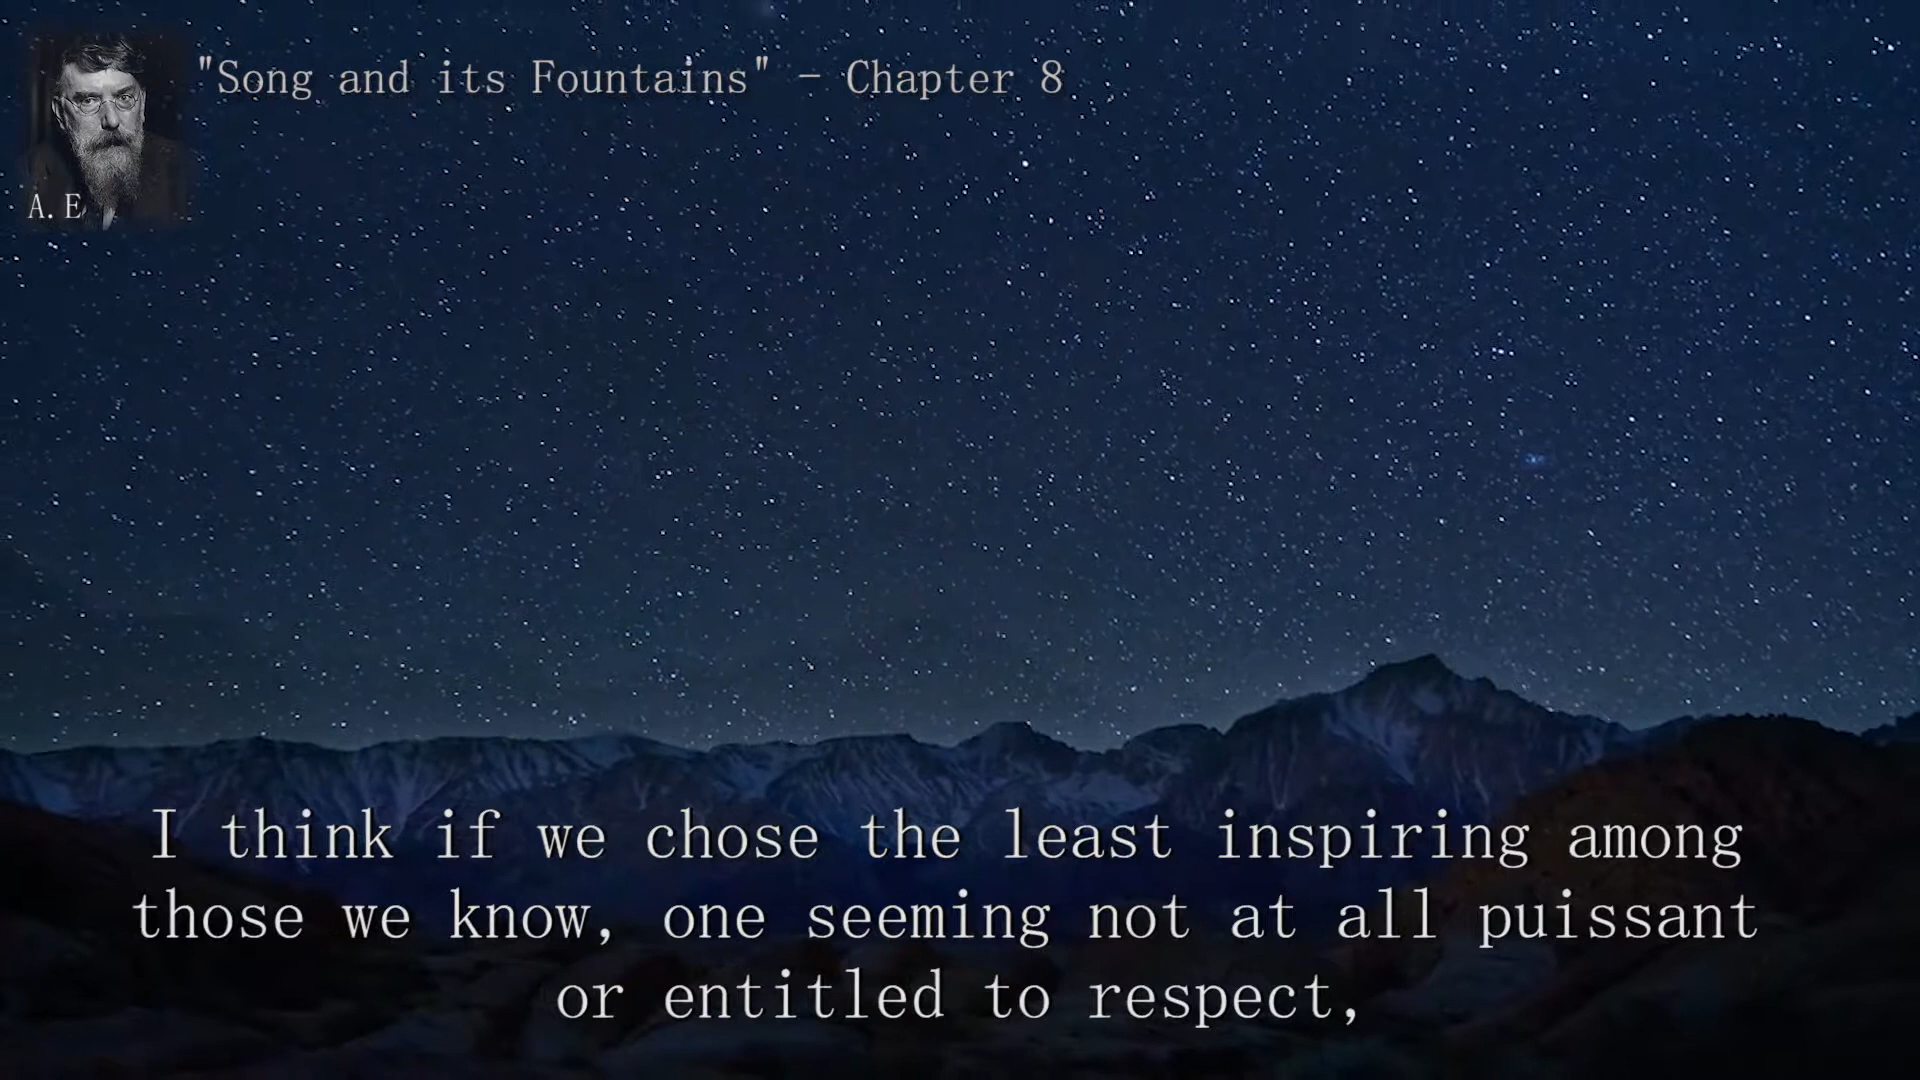 "Song and its Fountains" - Chapter 8
A.E
I think if we chose the least inspiring among
those we know, one seeming not at all puissant
or entitled to respect,